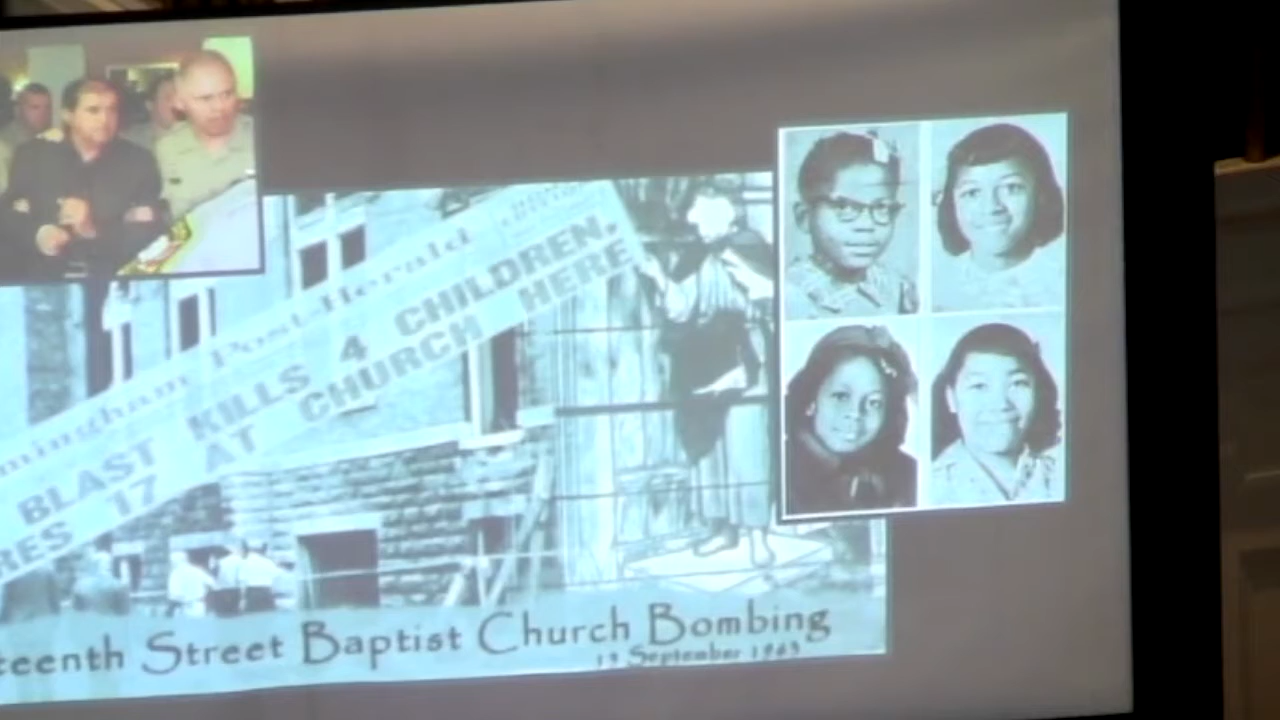 mingham Post-Herald
BLAST KILLS 4 CHILDREN,
RES 17 AT CHURCH HERE
teenth Street Baptist Church Bombing
September 1963